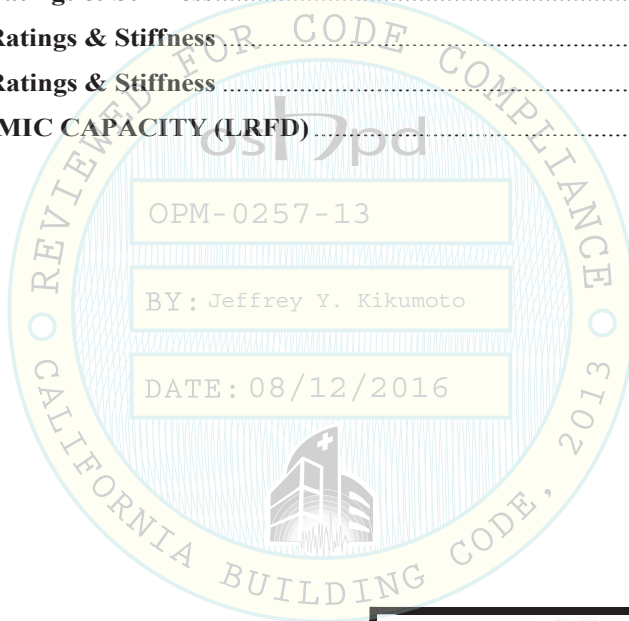 Ratings & Stiffness
Ratings & Stiffness
MIC CAPACITY (LRFD)
REVIEWED FOR CODE COMPLIANCE
oshpd
OPM-0257-13
BY: Jeffrey Y. Kikumoto
DATE: 08/12/2016
CALIFORNIA BUILDING CODE, 2013